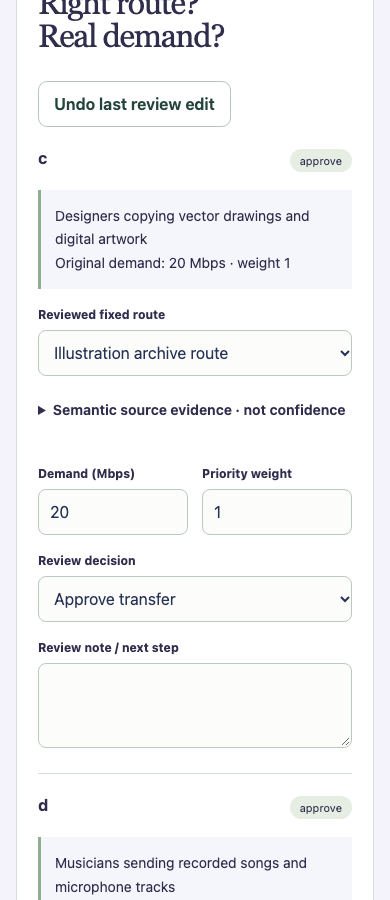 Right route?
Real demand?
Undo last review edit
c
approve
Designers copying vector drawings and
digital artwork
Original demand: 20 Mbps · weight 1
Reviewed fixed route
Illustration archive route
Semantic source evidence · not confidence
Demand (Mbps)
Priority weight
20
1
Review decision
Approve transfer
Review note / next step
d
approve
Musicians sending recorded songs and
microphone tracks